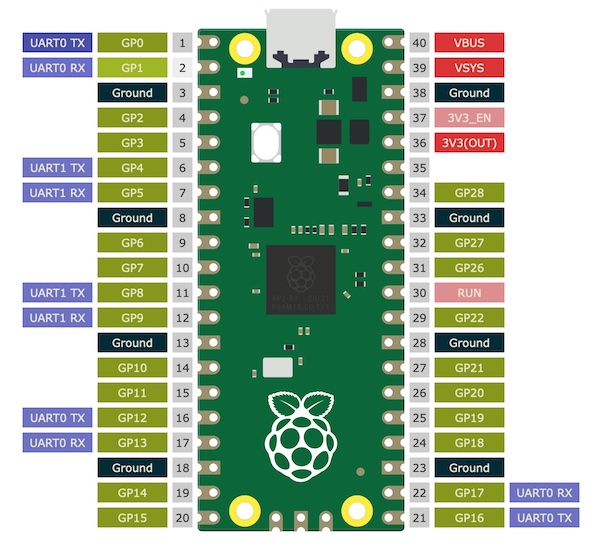 UART0 TX GP0 1 40 VBUS
UART0 RX GP1 2 39 VSYS
Ground 3 38 Ground
GP2 4 37 3V3_EN
GP3 5 36 3V3(OUT)
UART1 TX GP4 6 35
UART1 RX GP5 7 34 GP28
Ground 8 33 Ground
GP6 9 32 GP27
GP7 10 31 GP26
UART1 TX GP8 11 30 RUN
UART1 RX GP9 12 29 GP22
Ground 13 28 Ground
GP10 14 27 GP21
GP11 15 26 GP20
UART0 TX GP12 16 25 GP19
UART0 RX GP13 17 24 GP18
Ground 18 23 Ground
GP14 19 22 GP17 UART0 RX
GP15 20 21 GP16 UART0 TX